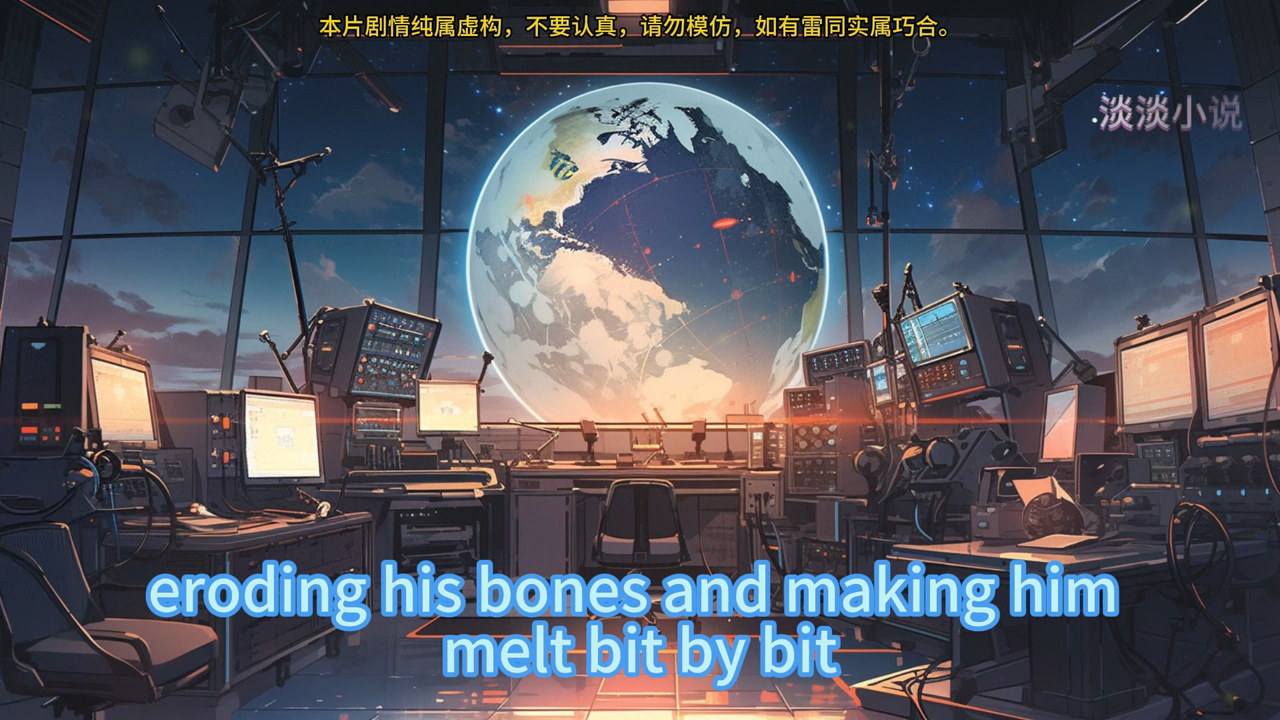 本片剧情纯属虚构，不要认真，请勿模仿，如有雷同实属巧合。
淡淡小说
eroding his bones and making him
melt bit by bit